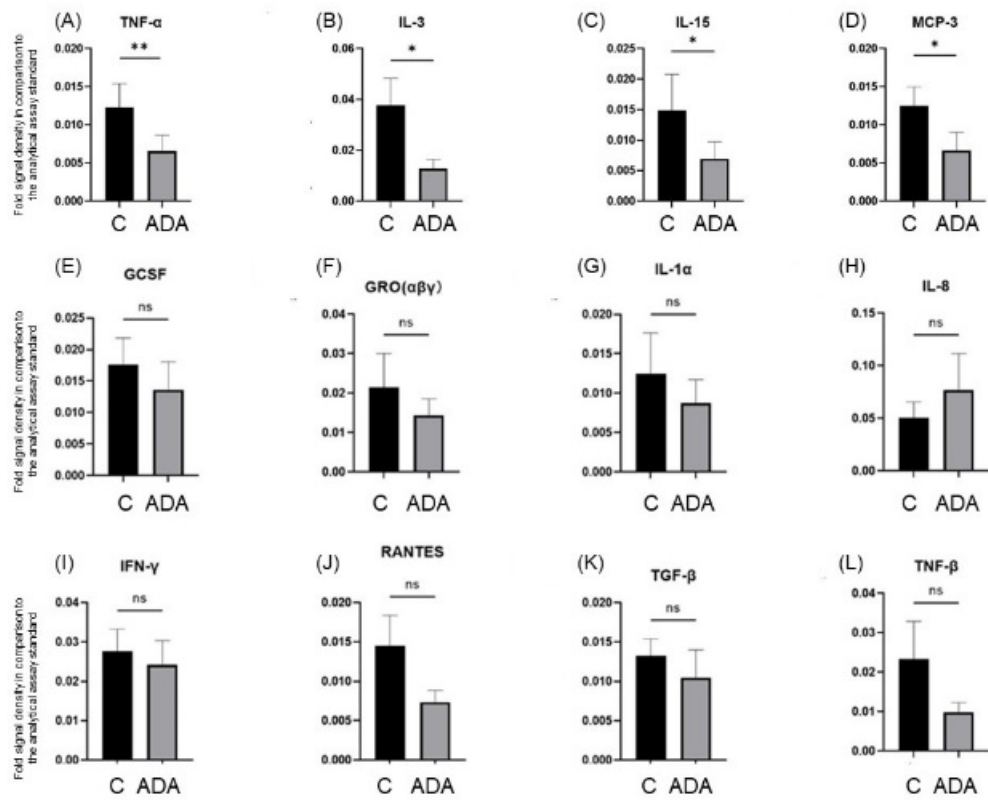 (A) TNF-α (B) IL-3 (C) IL-15 (D) MCP-3
Fold signal density in comparison to
the analytical assay standard
** * * *
0.020 0.06 0.025 0.020
0.015 0.04 0.020 0.015
0.010 0.02 0.015 0.010
0.005 0.00 0.010 0.005
0.000 0.005 0.000
0.000
C ADA C ADA C ADA C ADA
(E) GCSF (F) GRO(αβγ) (G) IL-1α (H) IL-8
Fold signal density in comparison to
the analytical assay standard
ns ns ns ns
0.025 0.04 0.020 0.15
0.020 0.03 0.015 0.10
0.015 0.02 0.010 0.05
0.010 0.01 0.005 0.00
0.005 0.00 0.000
0.000
C ADA C ADA C ADA C ADA
(I) IFN-γ (J) RANTES (K) TGF-β (L) TNF-β
Fold signal density in comparison to
the analytical assay standard
ns ns ns ns
0.04 0.020 0.020 0.04
0.03 0.015 0.015 0.03
0.02 0.010 0.010 0.02
0.01 0.005 0.005 0.01
0.00 0.000 0.000 0.00
C ADA C ADA C ADA C ADA